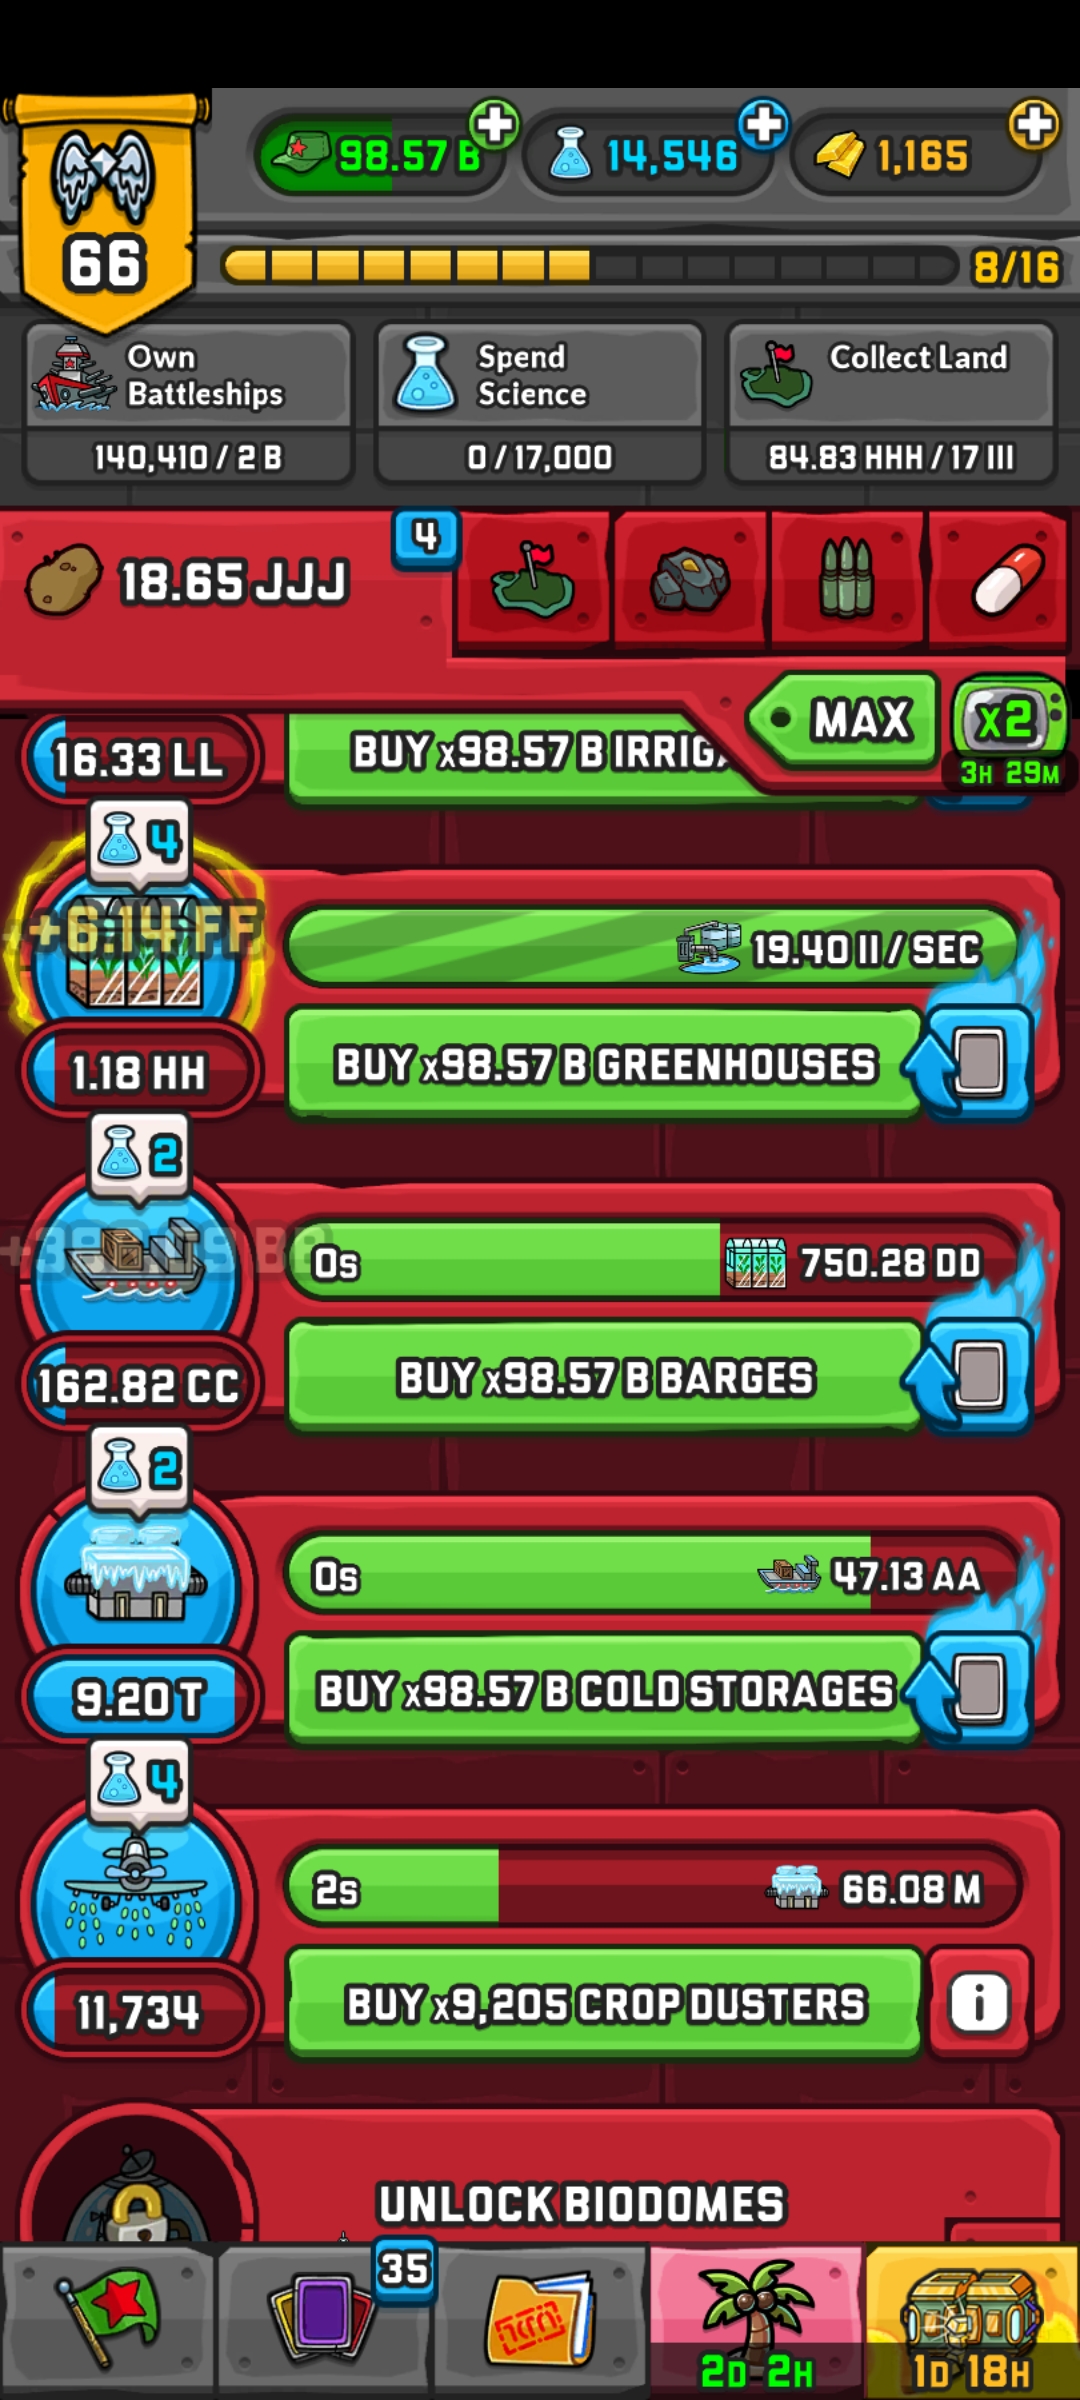 98.57 B
14,546
1,165
66
8/16
Own
Battleships
140,410 / 2 B
Spend
Science
0 / 17,000
Collect Land
84.83 HHH / 17 III
18.65 JJJ
4
MAX
x2
3H 29M
16.33 LL
BUY x98.57 B IRRIG
4
+6.14 FF
19.40 II / SEC
1.18 HH
BUY x98.57 B GREENHOUSES
2
0s
750.28 DD
162.82 CC
BUY x98.57 B BARGES
2
0s
47.13 AA
9.20 T
BUY x98.57 B COLD STORAGES
4
2s
66.08 M
11,734
BUY x9,205 CROP DUSTERS
i
UNLOCK BIODOMES
35
2D 2H
1D 18H